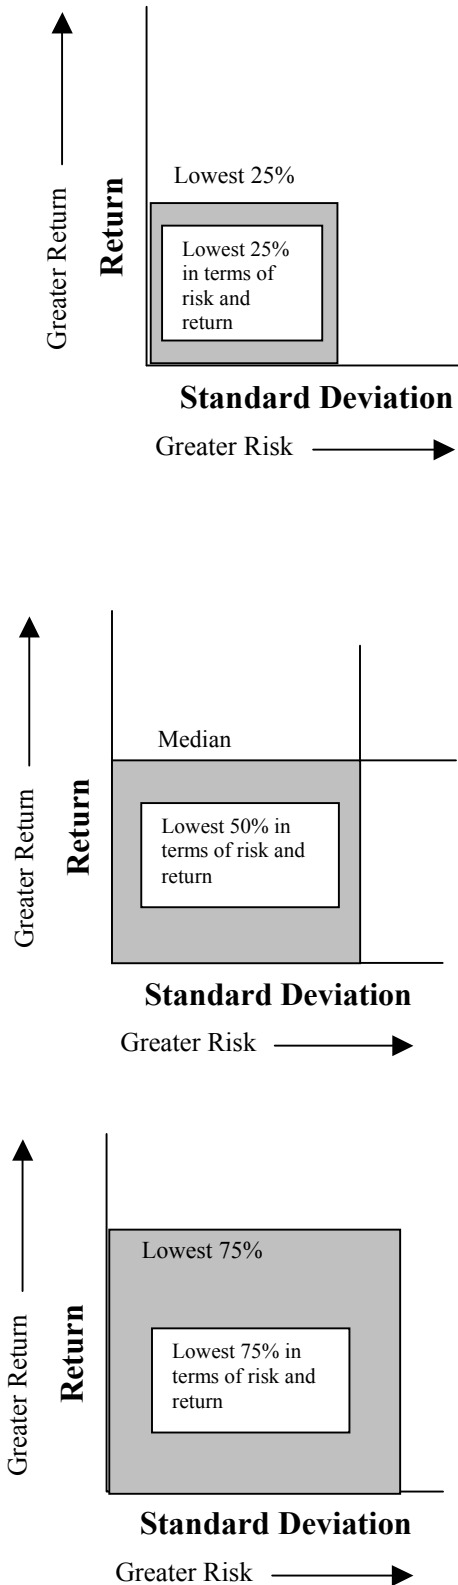 Greater Return
Return
Lowest 25%
Lowest 25%
in terms of
risk and
return
Standard Deviation
Greater Risk
Greater Return
Return
Median
Lowest 50% in
terms of risk and
return
Standard Deviation
Greater Risk
Greater Return
Return
Lowest 75%
Lowest 75% in
terms of risk and
return
Standard Deviation
Greater Risk